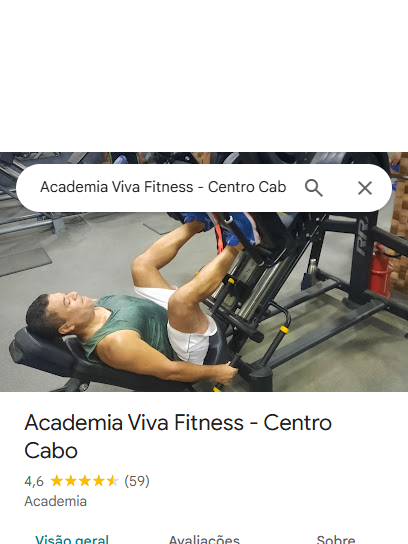 Academia Viva Fitness - Centro Cab
Academia Viva Fitness - Centro
Cabo
4,6 (59)
Academia
Visão geral Avaliações Sobre